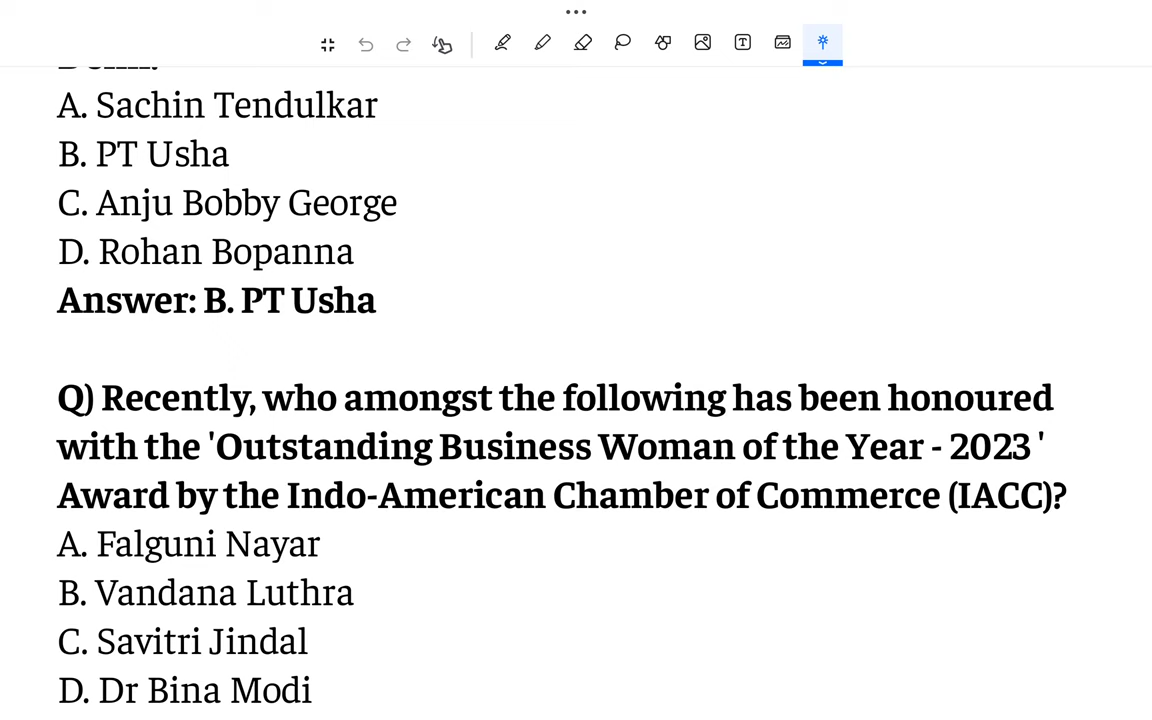 A. Sachin Tendulkar
B. PT Usha
C. Anju Bobby George
D. Rohan Bopanna
Answer: B. PT Usha
Q) Recently, who amongst the following has been honoured
with the 'Outstanding Business Woman of the Year - 2023 '
Award by the Indo-American Chamber of Commerce (IACC)?
A. Falguni Nayar
B. Vandana Luthra
C. Savitri Jindal
D. Dr Bina Modi